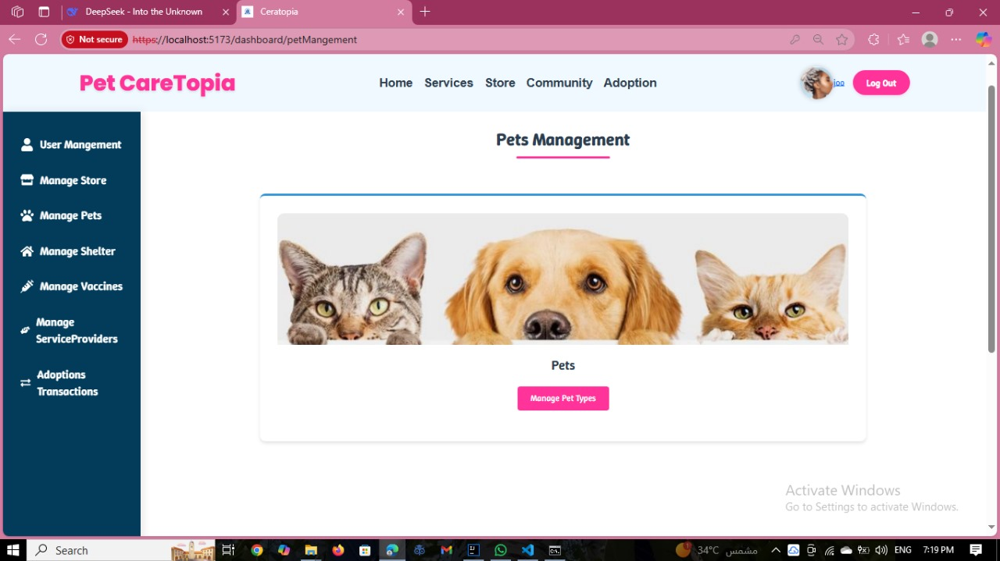 DeepSeek - Into the Unknown
Ceratopia
Not secure
https://localhost:5173/dashboard/petMangement
Pet CareTopia
Home Services Store Community Adoption
joo
Log Out
User Mangement
Manage Store
Manage Pets
Manage Shelter
Manage Vaccines
Manage
ServiceProviders
Adoptions
Transactions
Pets Management
Pets
Manage Pet Types
Activate Windows
Go to Settings to activate Windows.
Search
1
34°C مشمس
ENG
7:19 PM